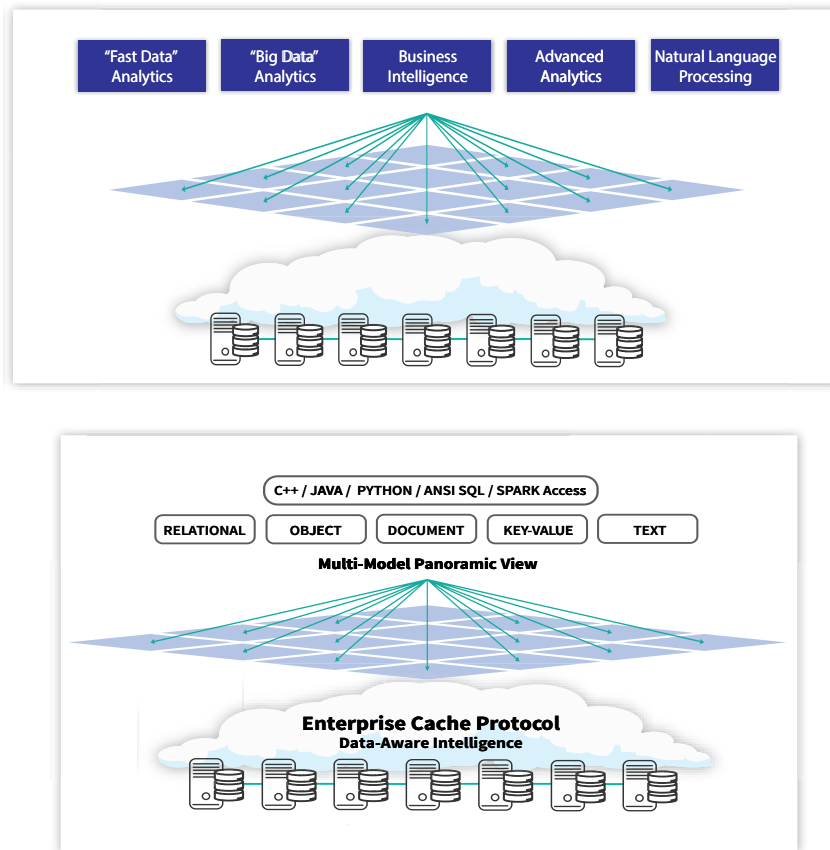 “Fast Data”
Analytics
“Big Data”
Analytics
Business
Intelligence
Advanced
Analytics
Natural Language
Processing
C++ / JAVA / PYTHON / ANSI SQL / SPARK Access
RELATIONAL
OBJECT
DOCUMENT
KEY-VALUE
TEXT
Multi-Model Panoramic View
Enterprise Cache Protocol
Data-Aware Intelligence